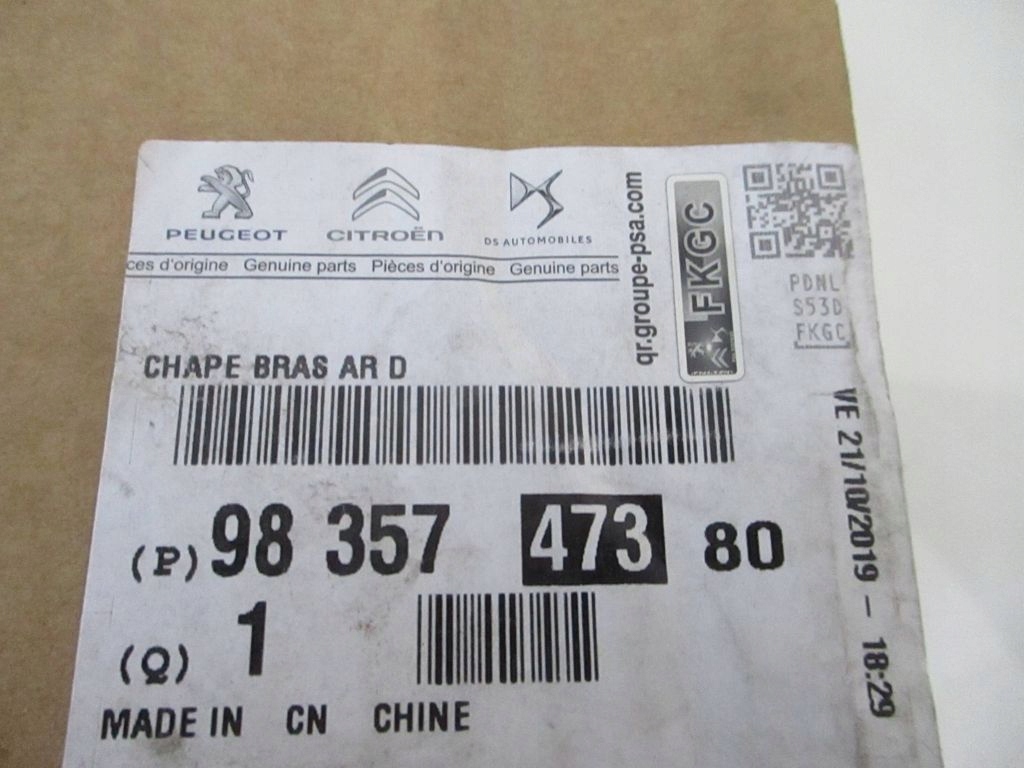 PEUGEOT CITROËN DS AUTOMOBILES
ces d'origine Genuine parts Pièces d'origine Genuine parts
qr.groupe-psa.com
FKGC
PDNL
S53D
FKGC
CHAPE BRAS AR D
(P) 98 357 473 80
(Q) 1
MADE IN CN CHINE
VE 21/10/2019 - 18:29